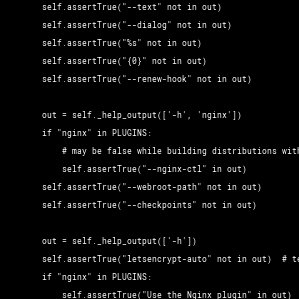 self.assertTrue("--text" not in out)
self.assertTrue("--dialog" not in out)
self.assertTrue("%s" not in out)
self.assertTrue("{0}" not in out)
self.assertTrue("--renew-hook" not in out)
out = self._help_output(['-h', 'nginx'])
if "nginx" in PLUGINS:
# may be false while building distributions with
self.assertTrue("--nginx-ctl" in out)
self.assertTrue("--webroot-path" not in out)
self.assertTrue("--checkpoints" not in out)
out = self._help_output(['-h'])
self.assertTrue("letsencrypt-auto" not in out)  # te
if "nginx" in PLUGINS:
self.assertTrue("Use the Nginx plugin" in out)